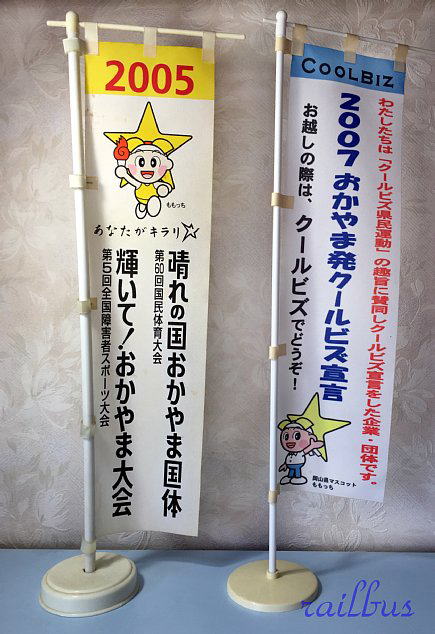 2005
ももっち
あなたがキラリ
晴れの国おかやま国体
第60回国民体育大会
輝いて!おかやま大会
第5回全国障害者スポーツ大会
COOLBIZ
わたしたちは「クールビズ県民運動」の趣旨に賛同しクールビズ宣言をした企業・団体です。
2007 おかやま発クールビズ宣言
お越しの際は、クールビズでどうぞ!
岡山県マスコット
ももっち
railbus